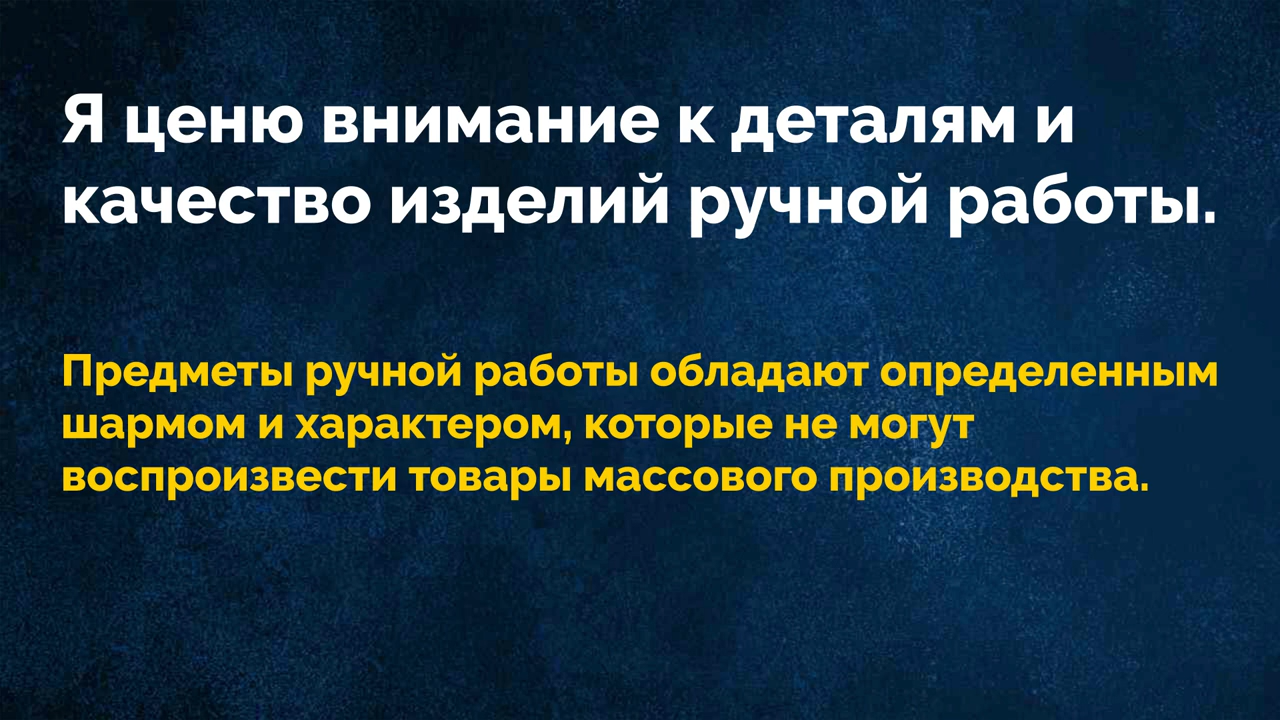 Я ценю внимание к деталям и
качество изделий ручной работы.
Предметы ручной работы обладают определенным
шармом и характером, которые не могут
воспроизвести товары массового производства.